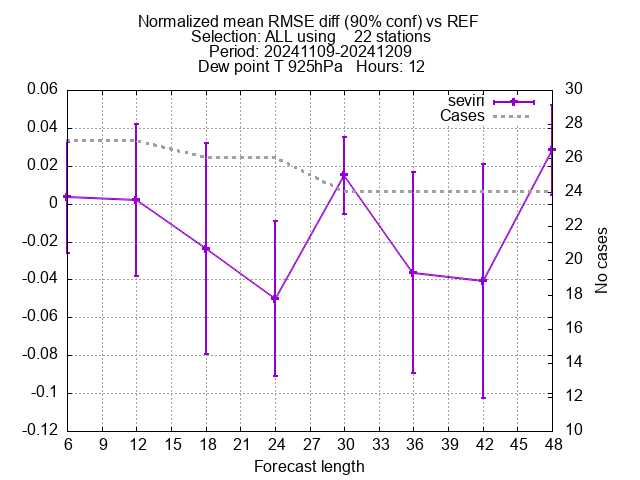 Normalized mean RMSE diff (90% conf) vs REF
Selection: ALL using    22 stations
Period: 20241109-20241209
Dew point T 925hPa   Hours: 12
seviri
Cases
0.06
0.04
0.02
0
-0.02
-0.04
-0.06
-0.08
-0.1
-0.12
30
28
26
24
22
20
18
16
14
12
10
No cases
6 9 12 15 18 21 24 27 30 33 36 39 42 45 48
Forecast length